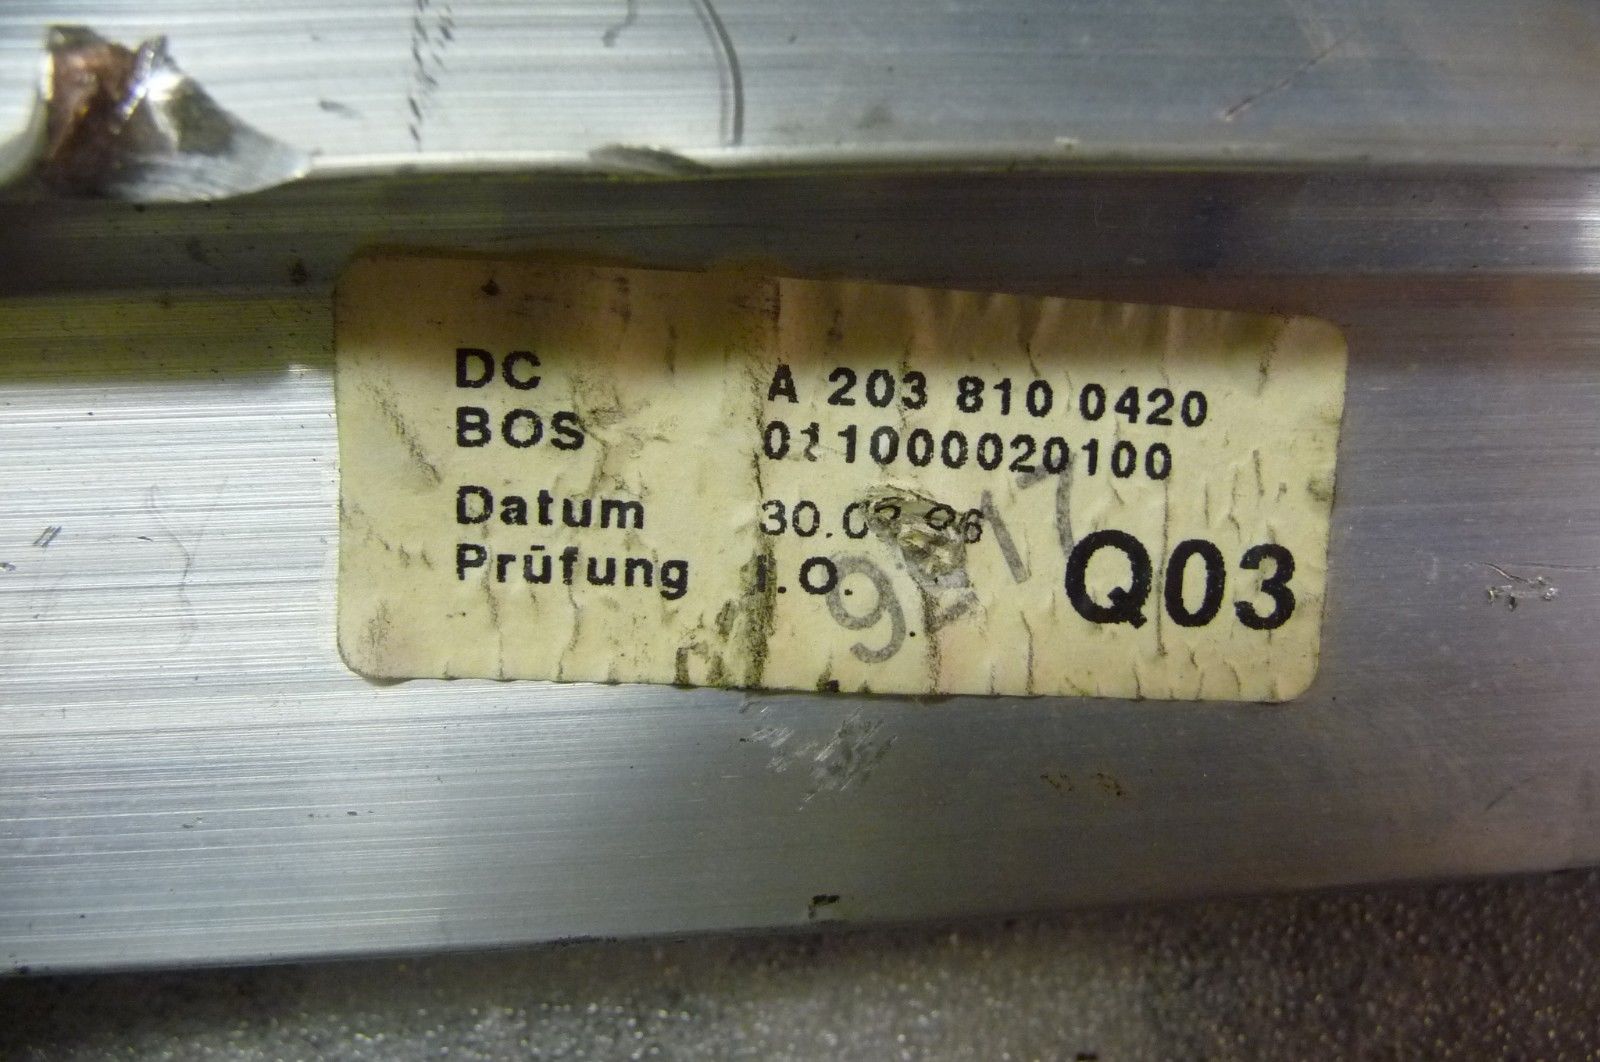 DC A 203 810 0420
BOS 011000020100
Datum
Prüfung I.O.
Q03